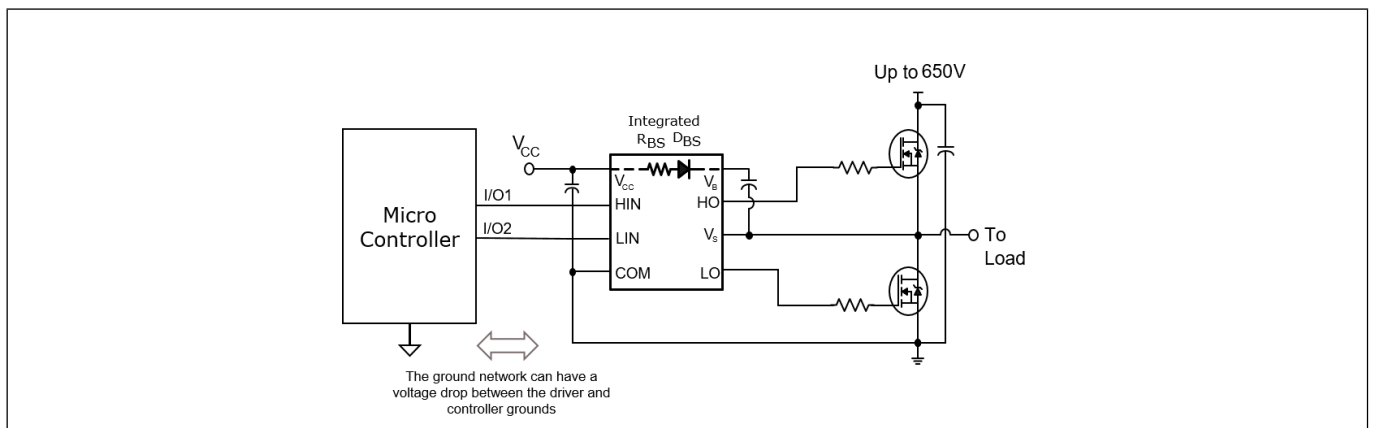 Up to 650V
Integrated
RBS DBS
VCC
VCC
VB
I/O1
HIN
HO
Micro
Controller
I/O2
LIN
VS
To
Load
COM
LO
The ground network can have a
voltage drop between the driver and
controller grounds